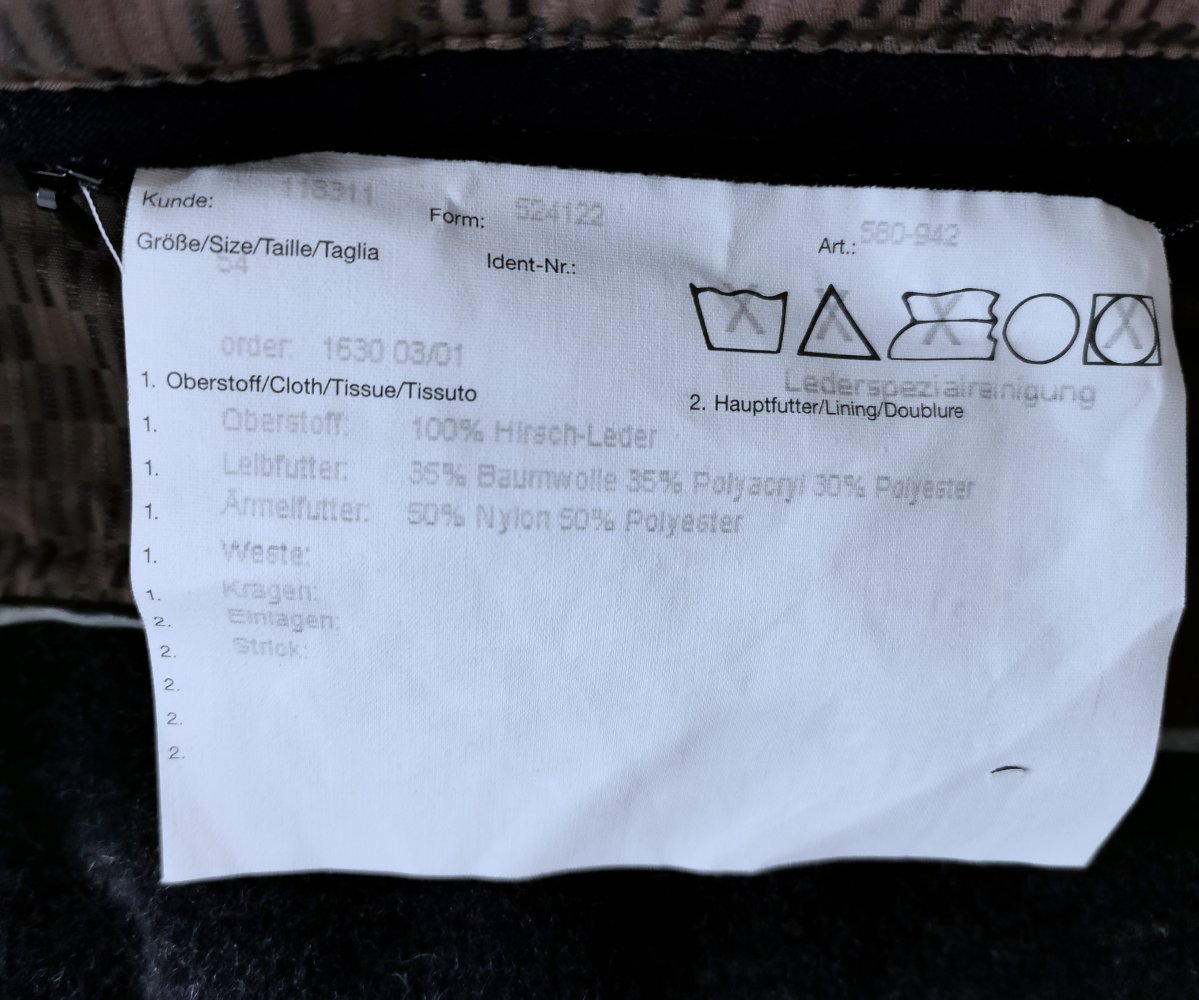 Kunde: 118311
Form: 524122
Art.: 580-942
Größe/Size/Taille/Taglia
54
Ident-Nr.:
X X X X
order: 1630 03/01
Lederspezialreinigung
1. Oberstoff/Cloth/Tissue/Tissuto
2. Hauptfutter/Lining/Doublure
1. Oberstoff: 100% Hirsch-Leder
1. Leibfutter: 35% Baumwolle 35% Polyacryl 30% Polyester
1. Ärmelfutter: 50% Nylon 50% Polyester
1. Weste:
1. Kragen:
2. Einlagen:
2. Strick:
2.
2.
2.